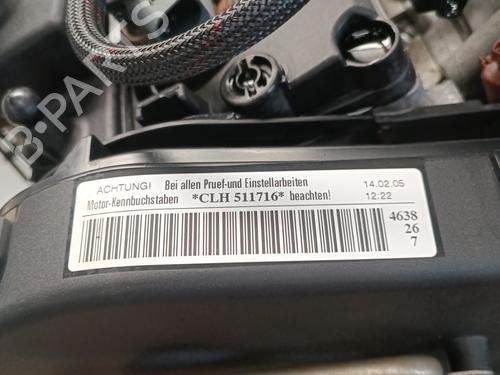 ACHTUNG! Bei allen Pruef-und Einstellarbeiten 14.02.05
Motor-Kennbuchstaben *CLH 511716* beachten! 12:22
4638
26
7
B-PARTS